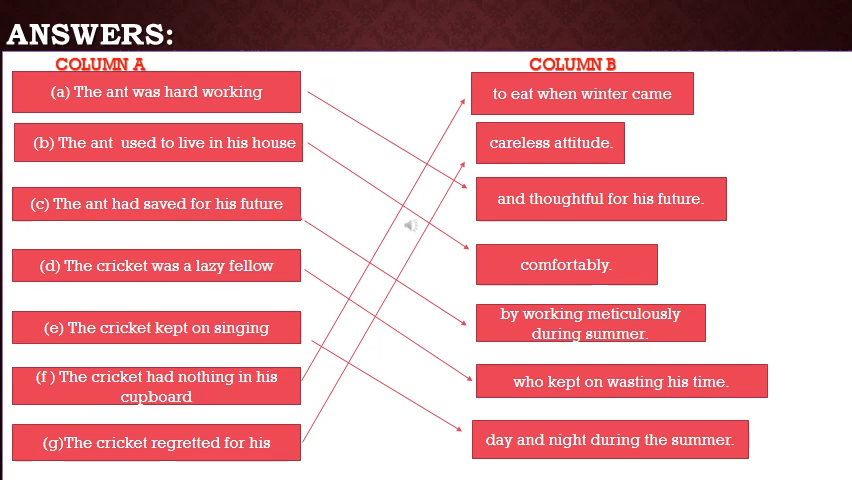 ANSWERS:
COLUMN A
COLUMN B
(a) The ant was hard working
to eat when winter came
(b) The ant used to live in his house
careless attitude.
(c) The ant had saved for his future
and thoughtful for his future.
(d) The cricket was a lazy fellow
comfortably.
(e) The cricket kept on singing
by working meticulously
during summer.
(f ) The cricket had nothing in his
cupboard
who kept on wasting his time.
(g)The cricket regretted for his
day and night during the summer.